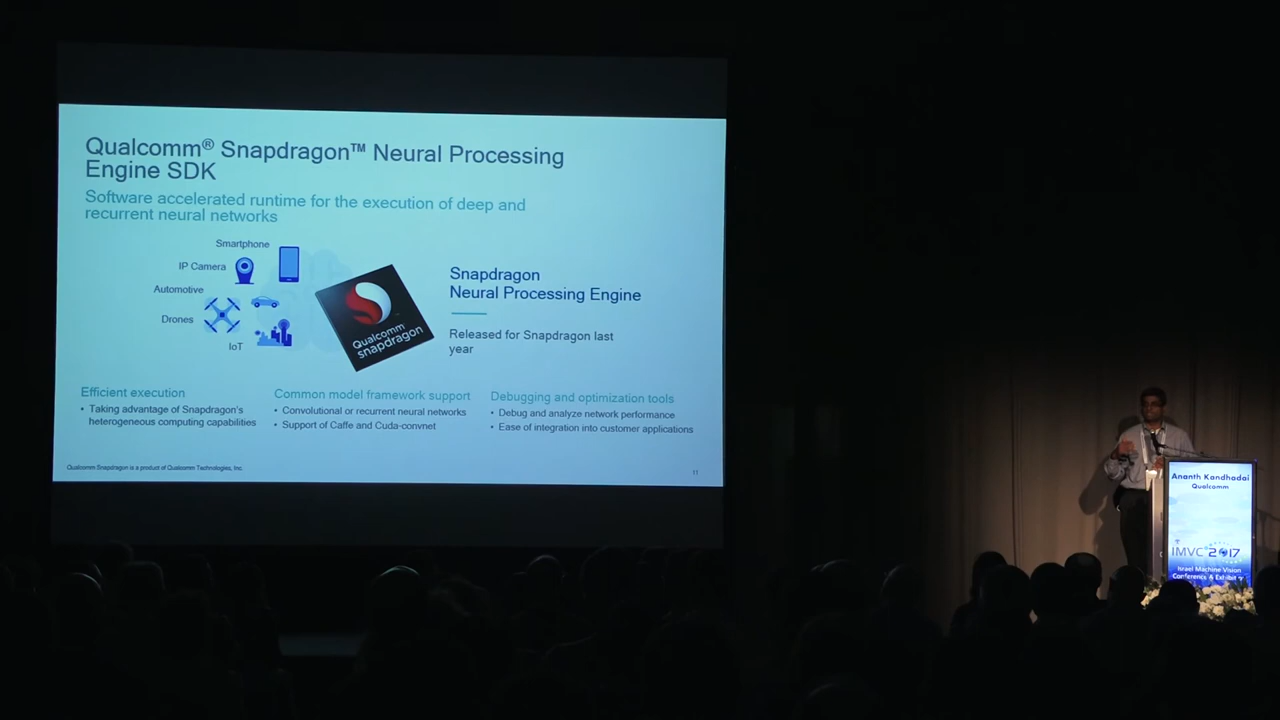 Qualcomm® Snapdragon™ Neural Processing
Engine SDK
Software accelerated runtime for the execution of deep and
recurrent neural networks
Smartphone
IP Camera
Automotive
Drones
IoT
Qualcomm
snapdragon
Snapdragon
Neural Processing Engine
Released for Snapdragon last
year
Efficient execution
• Taking advantage of Snapdragon's
heterogeneous computing capabilities
Common model framework support
• Convolutional or recurrent neural networks
• Support of Caffe and Cuda-convnet
Debugging and optimization tools
• Debug and analyze network performance
• Ease of integration into customer applications
Qualcomm Snapdragon is a product of Qualcomm Technologies, Inc.
11
Ananth Kandhadai
Qualcomm
IMVC 2017
Israel Machine Vision
Conference &